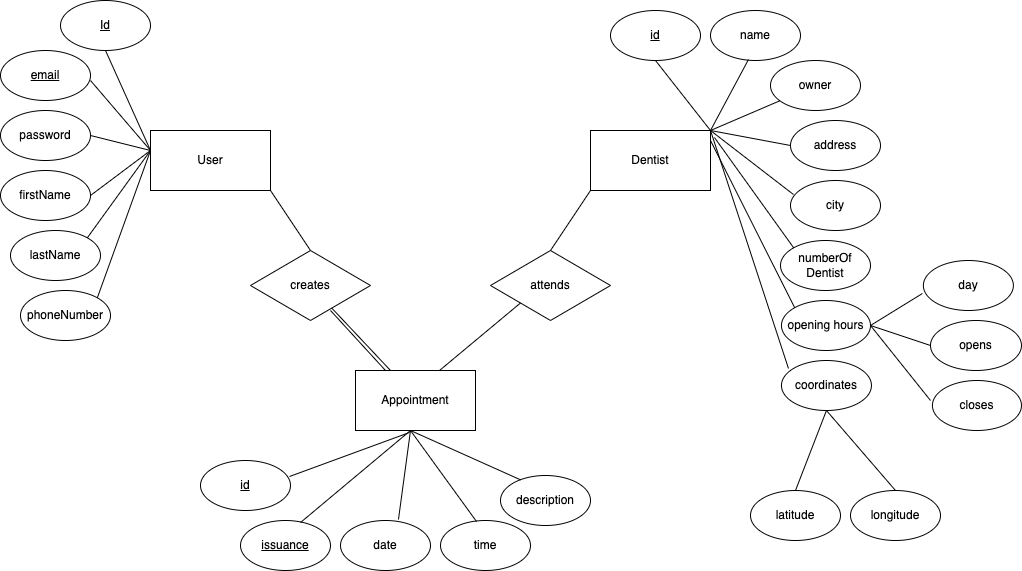 Id
email
password
firstName
lastName
phoneNumber
User
creates
id
name
owner
address
city
numberOf
Dentist
opening hours
day
opens
closes
coordinates
latitude
longitude
Dentist
attends
Appointment
id
issuance
date
time
description